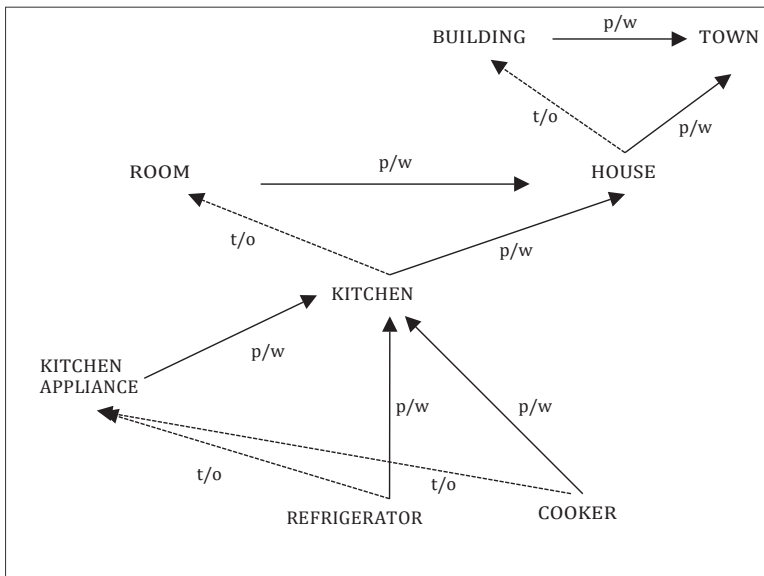 p/w
BUILDING
TOWN
t/o
p/w
p/w
ROOM
HOUSE
t/o
p/w
KITCHEN
p/w
KITCHEN
APPLIANCE
p/w
p/w
t/o
t/o
REFRIGERATOR
COOKER